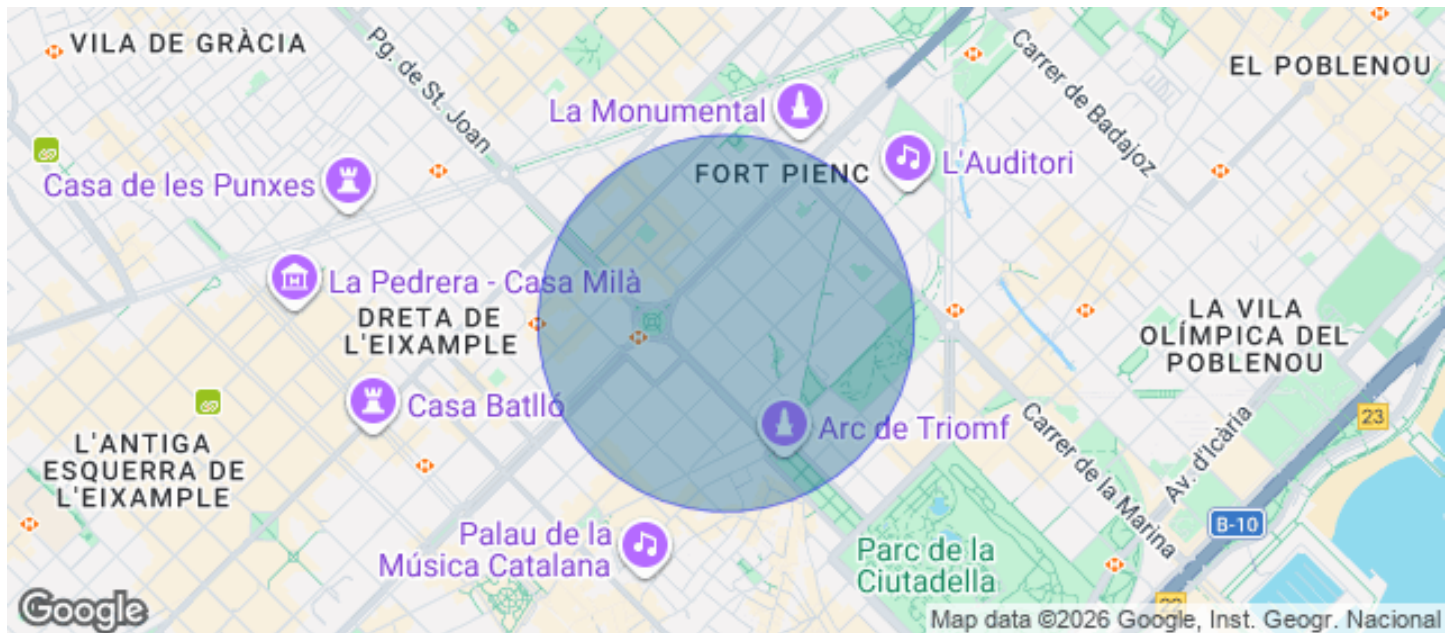 VILA DE GRÀCIA
Pg. de St. Joan
Carrer de Badajoz
EL POBLENOU
La Monumental
L'Auditori
FORT PIENC
Casa de les Punxes
La Pedrera - Casa Milà
DRETA DE
L'EIXAMPLE
LA VILA
OLÍMPICA DEL
POBLENOU
Casa Batlló
Arc de Triomf
L'ANTIGA
ESQUERRA DE
L'EIXAMPLE
Carrer de la Marina
Av. d'Icària
23
B-10
Palau de la
Música Catalana
Parc de la
Ciutadella
Google
Map data ©2026 Google, Inst. Geogr. Nacional